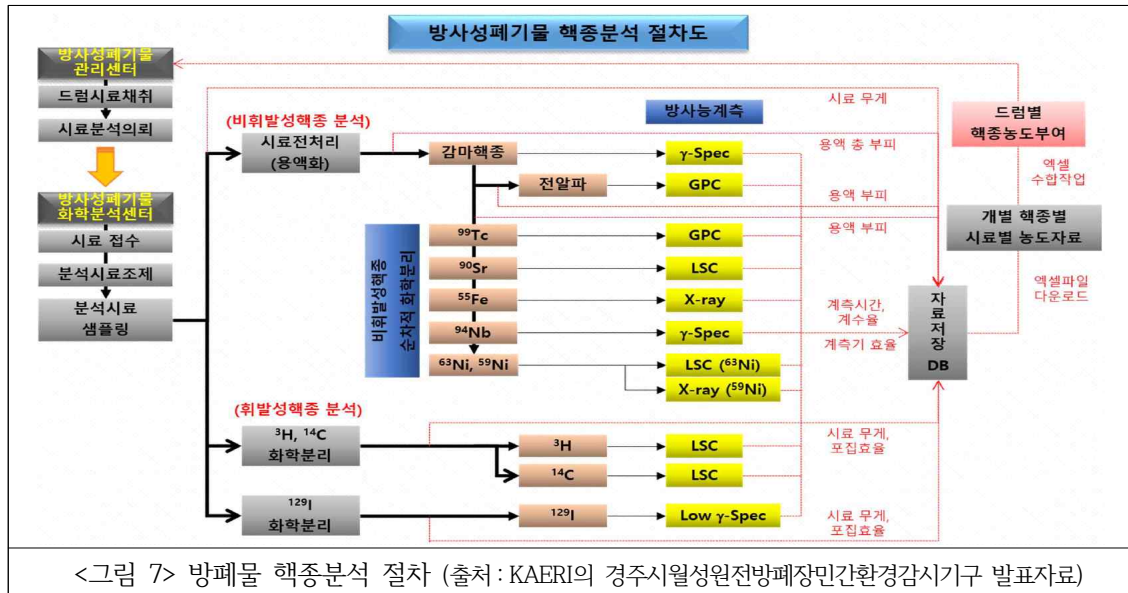 방사성폐기물 핵종분석 절차도
방사성폐기물
관리센터
드럼시료채취
시료분석의뢰
방사성폐기물
화학분석센터
시료 접수
분석시료조제
분석시료
샘플링
(비휘발성핵종 분석)
시료전처리
(용액화)
비휘발성핵종
순차적 화학분리
감마핵종
전알파
⁹⁹Tc
⁹⁰Sr
⁵⁵Fe
⁹⁴Nb
⁶³Ni, ⁵⁹Ni
방사능계측
γ-Spec
GPC
GPC
LSC
X-ray
γ-Spec
LSC (⁶³Ni)
X-ray (⁵⁹Ni)
(휘발성핵종 분석)
³H, ¹⁴C
화학분리
³H
LSC
¹⁴C
LSC
¹²⁹I
화학분리
¹²⁹I
Low γ-Spec
시료 무게
용액 총 부피
용액 부피
용액 부피
계측시간,
계수율
계측기 효율
시료 무게,
포집효율
시료 무게,
포집효율
드럼별
핵종농도부여
엑셀
수합작업
개별 핵종별
시료별 농도자료
엑셀파일
다운로드
자료저장
DB
<그림 7> 방폐물 핵종분석 절차 (출처 : KAERI의 경주시월성원전방폐장민간환경감시기구 발표자료)